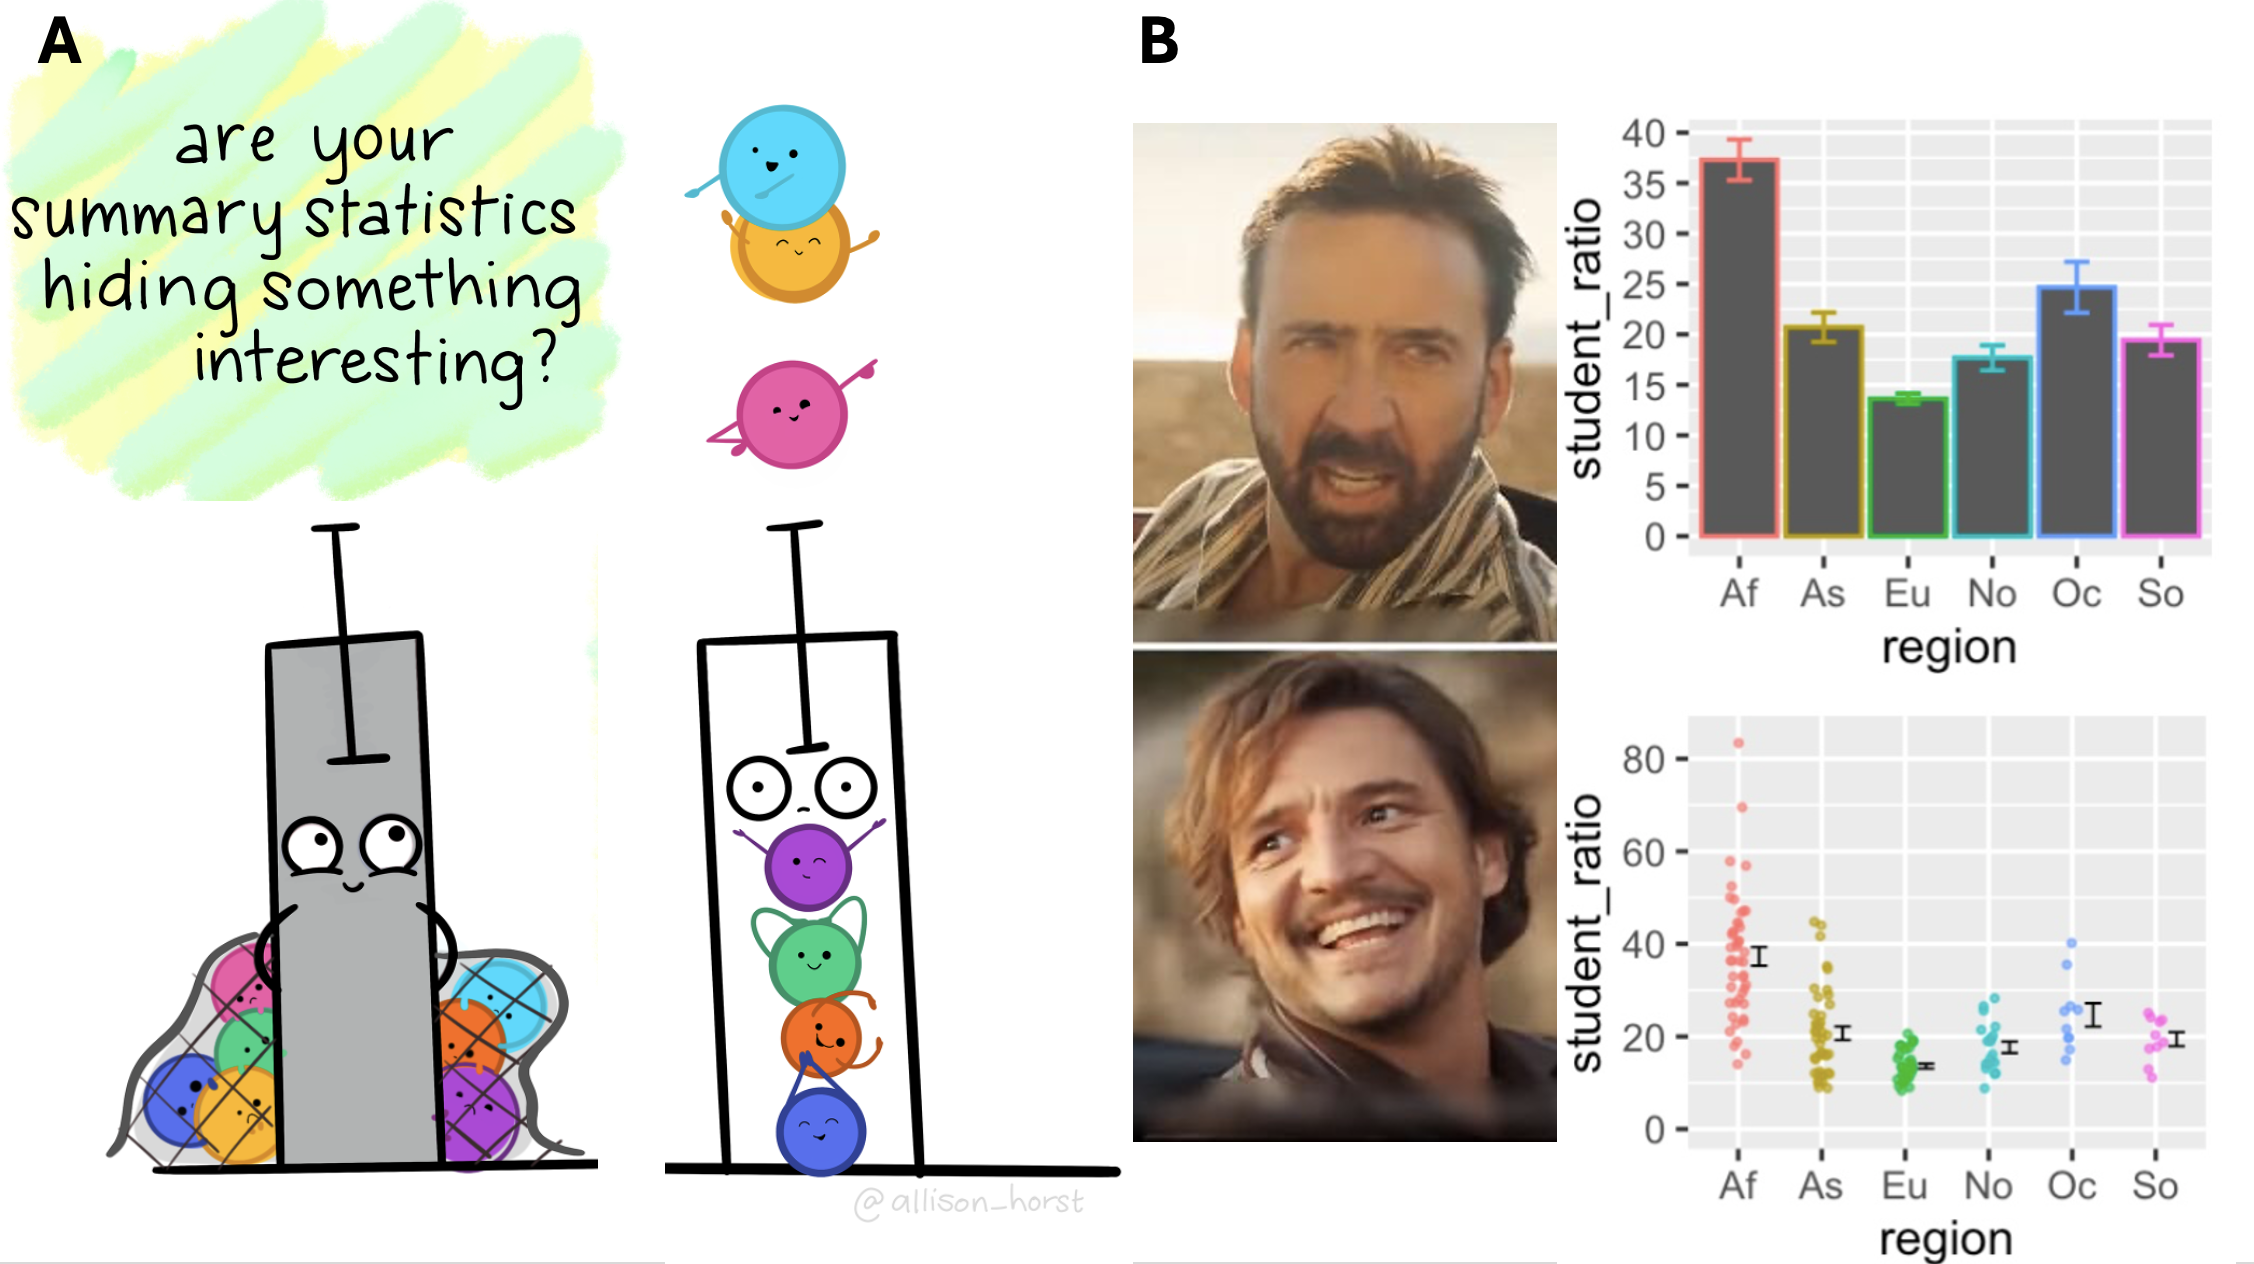 A
are your
summary statistics
hiding something
interesting?
@allison_horst
B
student_ratio
40
35
30
25
20
15
10
5
0
Af As Eu No Oc So
region
student_ratio
80
60
40
20
0
Af As Eu No Oc So
region